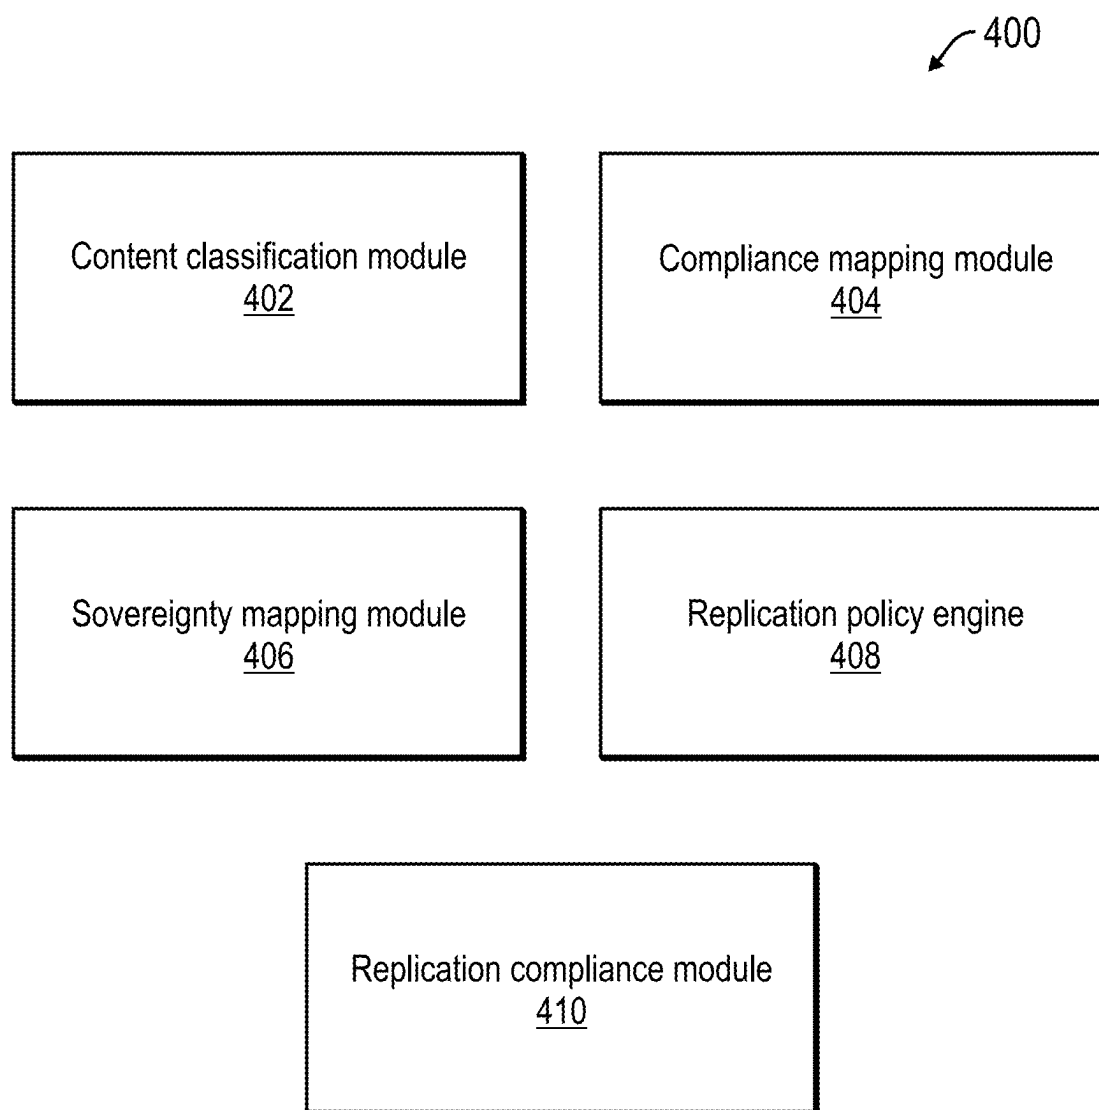 400
Content classification module
402
Compliance mapping module
404
Sovereignty mapping module
406
Replication policy engine
408
Replication compliance module
410